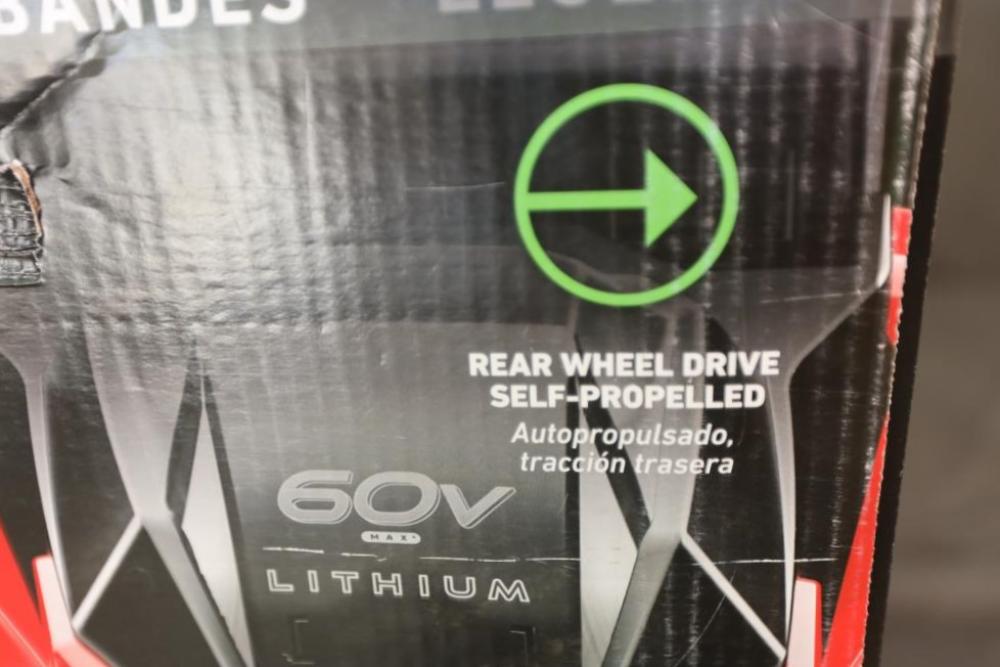 BANDES
REAR WHEEL DRIVE
SELF-PROPELLED
Autopropulsado,
tracción trasera
60V
MAX*
LITHIUM